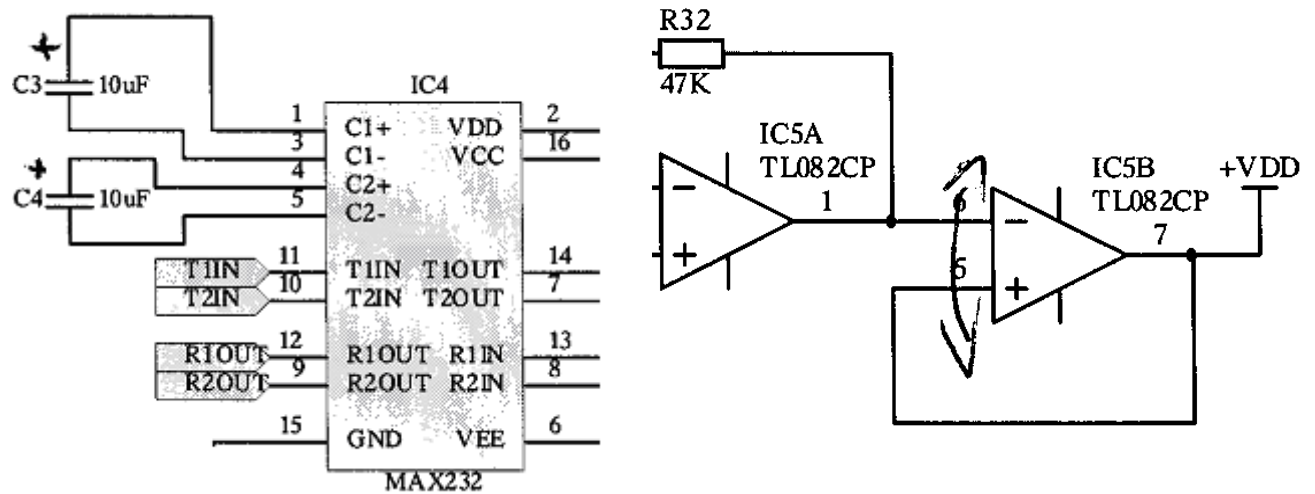 +
C3 10uF
+
C4 10uF
IC4
1 C1+ VDD 2
3 C1- VCC 16
4 C2+
5 C2-
T1IN 11 T1IN T1OUT 14
T2IN 10 T2IN T2OUT 7
R1OUT 12 R1OUT R1IN 13
R2OUT 9 R2OUT R2IN 8
15 GND VEE 6
MAX232
R32
47K
IC5A
TL082CP
1
-
+
IC5B
TL082CP
6 -
5 +
7
+VDD